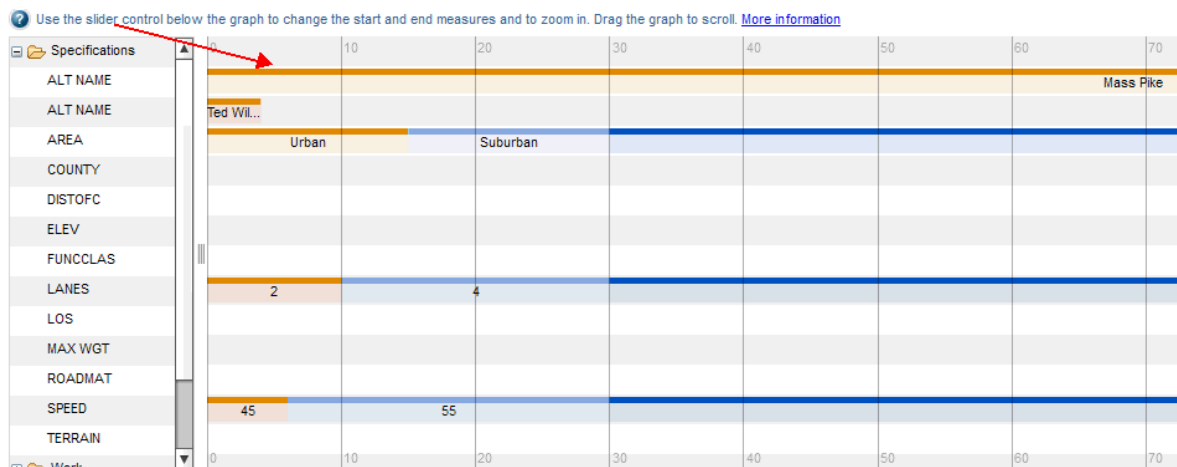 Use the slider control below the graph to change the start and end measures and to zoom in. Drag the graph to scroll. More information
Specifications
0 10 20 30 40 50 60 70
ALT NAME
Mass Pike
ALT NAME
Ted Wil...
AREA
Urban Suburban
COUNTY
DISTOFC
ELEV
FUNCCLAS
LANES
2 4
LOS
MAX WGT
ROADMAT
SPEED
45 55
TERRAIN
Work
0 10 20 30 40 50 60 70